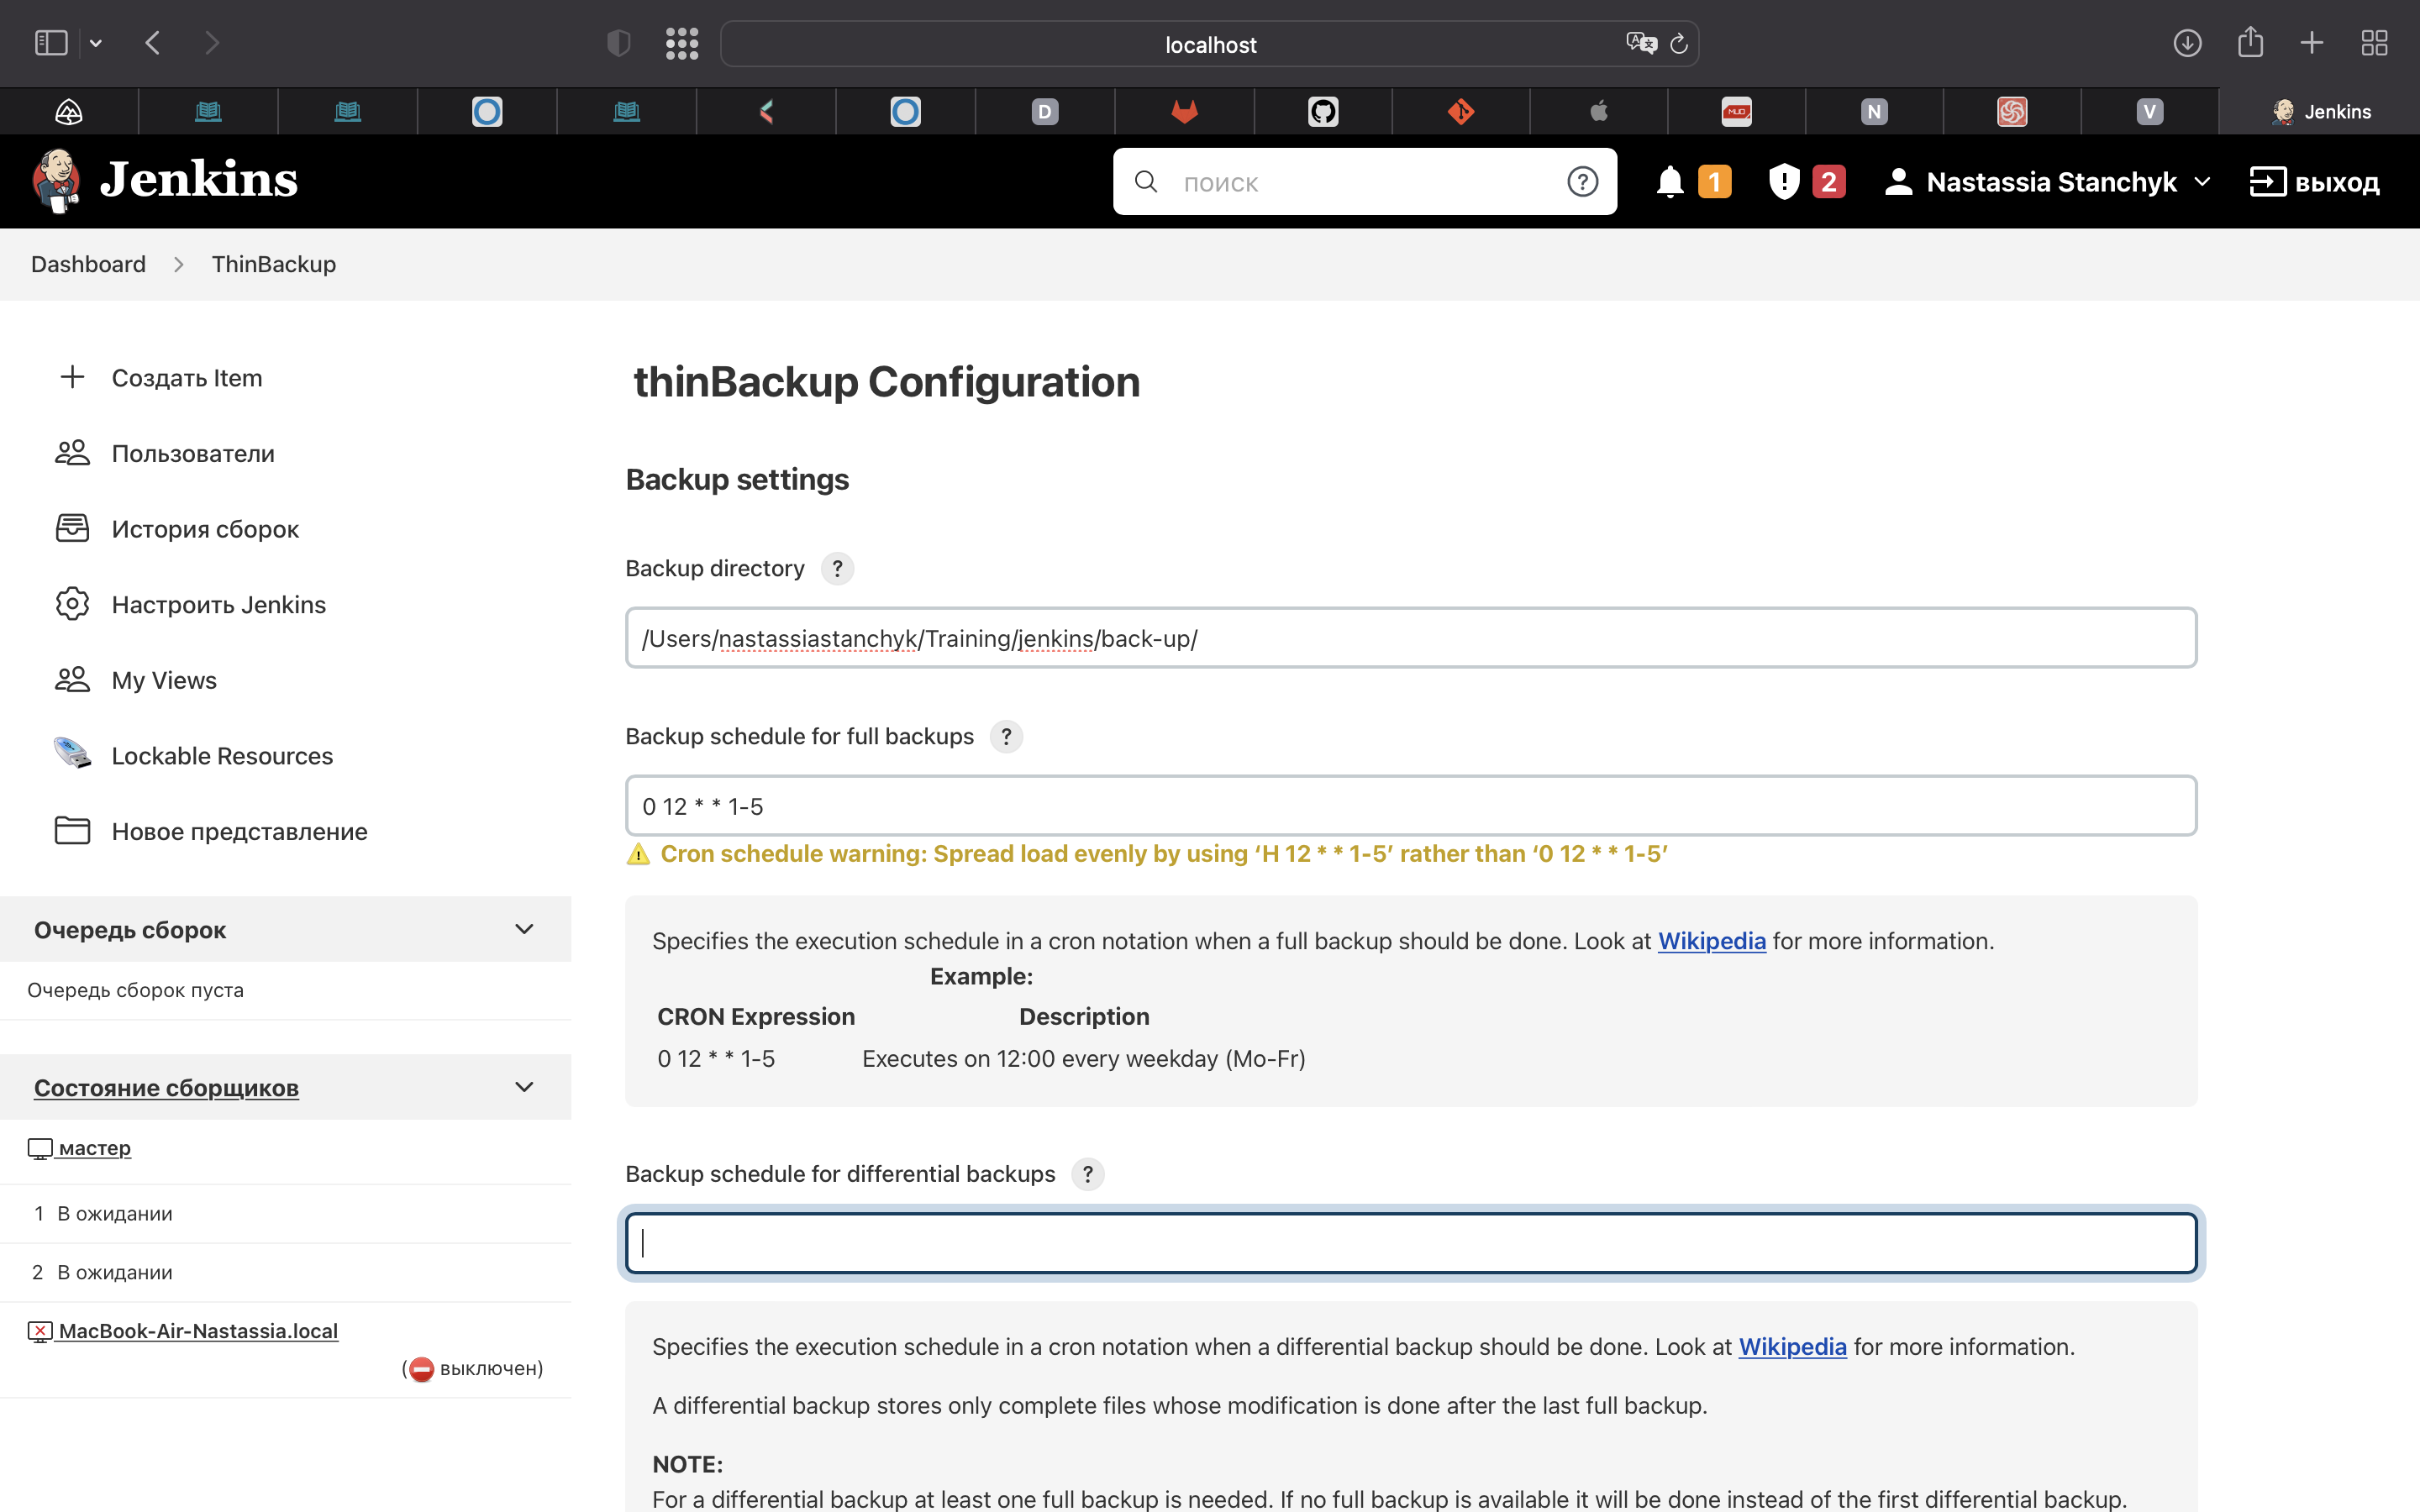 localhost
D
MUO
N
V
Jenkins
Jenkins
поиск
1
2
Nastassia Stanchyk
выход
Dashboard
ThinBackup
Создать Item
Пользователи
История сборок
Настроить Jenkins
My Views
Lockable Resources
Новое представление
Очередь сборок
Очередь сборок пуста
Состояние сборщиков
мастер
1 В ожидании
2 В ожидании
MacBook-Air-Nastassia.local
(выключен)
thinBackup Configuration
Backup settings
Backup directory ?
/Users/nastassiastanchyk/Training/jenkins/back-up/
Backup schedule for full backups ?
0 12 * * 1-5
Cron schedule warning: Spread load evenly by using ‘H 12 * * 1-5’ rather than ‘0 12 * * 1-5’
Specifies the execution schedule in a cron notation when a full backup should be done. Look at Wikipedia for more information.
Example:
CRON Expression Description
0 12 * * 1-5 Executes on 12:00 every weekday (Mo-Fr)
Backup schedule for differential backups ?
Specifies the execution schedule in a cron notation when a differential backup should be done. Look at Wikipedia for more information.
A differential backup stores only complete files whose modification is done after the last full backup.
NOTE:
For a differential backup at least one full backup is needed. If no full backup is available it will be done instead of the first differential backup.